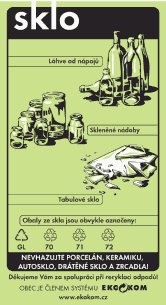 sklo
Láhve od nápojů
Skleněné nádoby
Tabulové sklo
Obaly ze skla jsou obvykle označeny:
GL 70 71 72
NEVHAZUJTE PORCELÁN, KERAMIKU,
AUTOSKLO, DRÁTĚNÉ SKLO A ZRCADLA!
Děkujeme Vám za spolupráci při recyklaci odpadů!
OBEC JE ČLENEM SYSTÉMU EKO-KOM
www.ekokom.cz